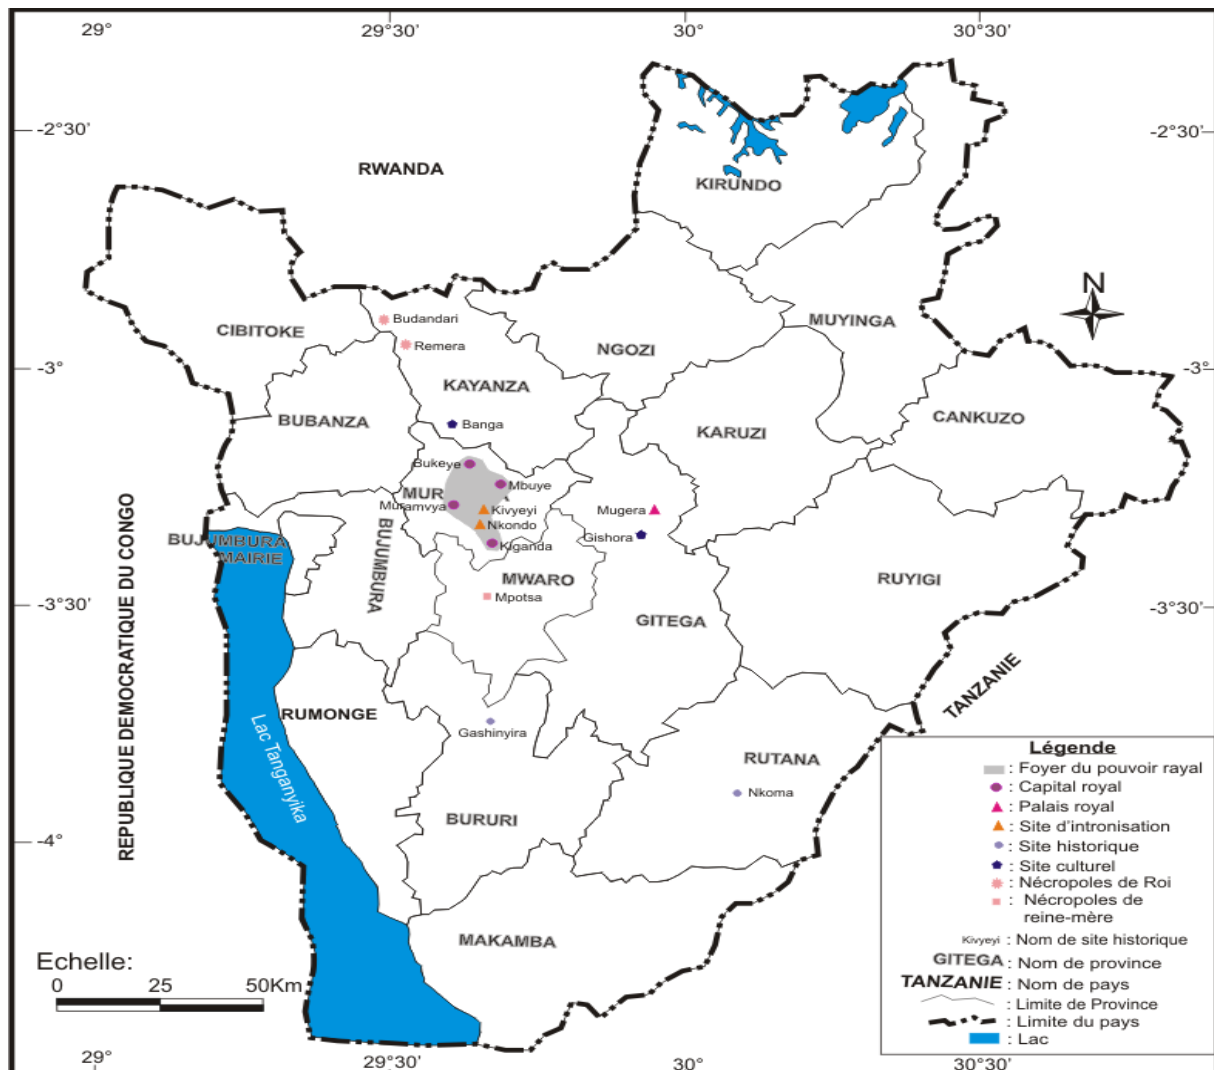 29°
29°30'
30°
30°30'
-2°30'
-2°30'
RWANDA
KIRUNDO
N
CIBITOKE
Budandari
Remera
NGOZI
MUYINGA
-3°
-3°
KAYANZA
BUBANZA
Banga
KARUZI
CANKUZO
Bukeye
MUR
Mbuye
Muramvya
Kivyeyi
Mugera
Nkondo
Gishora
Kiganda
BUJUMBURA
MAIRIE
BUJUMBURA
MWARO
RUYIGI
Mpotsa
GITEGA
-3°30'
-3°30'
REPUBLIQUE DEMOCRATIQUE DU CONGO
TANZANIE
Lac Tanganyika
RUMONGE
Gashinyira
RUTANA
Nkoma
BURURI
-4°
MAKAMBA
Légende
: Foyer du pouvoir rayal
: Capital royal
: Palais royal
: Site d'intronisation
: Site historique
: Site culturel
: Nécropoles de Roi
: Nécropoles de
reine-mère
Kivyeyi : Nom de site historique
GITEGA : Nom de province
TANZANIE : Nom de pays
: Limite de Province
: Limite du pays
: Lac
Echelle:
0 25 50Km
29°
29°30'
30°
30°30'